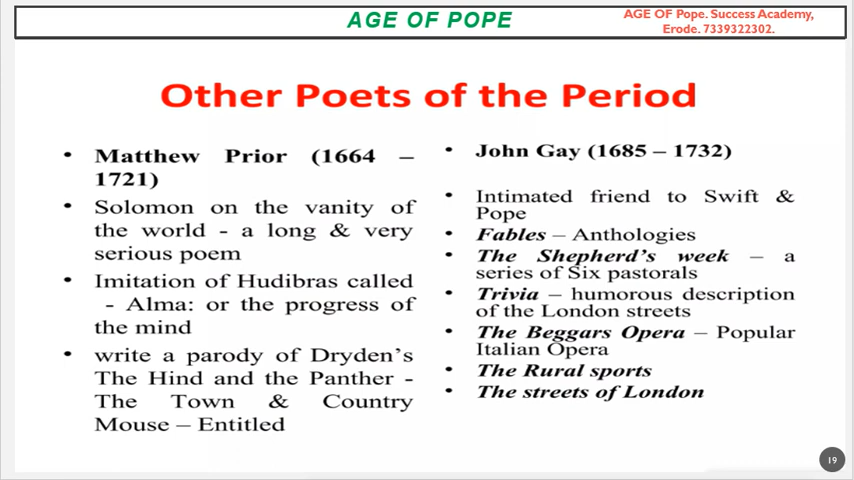 AGE OF POPE
AGE OF Pope. Success Academy,
Erode. 7339322302.
Other Poets of the Period
• Matthew Prior (1664 –
1721)
• Solomon on the vanity of
the world - a long & very
serious poem
• Imitation of Hudibras called
- Alma: or the progress of
the mind
• write a parody of Dryden's
The Hind and the Panther -
The Town & Country
Mouse – Entitled
• John Gay (1685 – 1732)
• Intimated friend to Swift &
Pope
• Fables – Anthologies
• The Shepherd's week – a
series of Six pastorals
• Trivia – humorous description
of the London streets
• The Beggars Opera – Popular
Italian Opera
• The Rural sports
• The streets of London
19